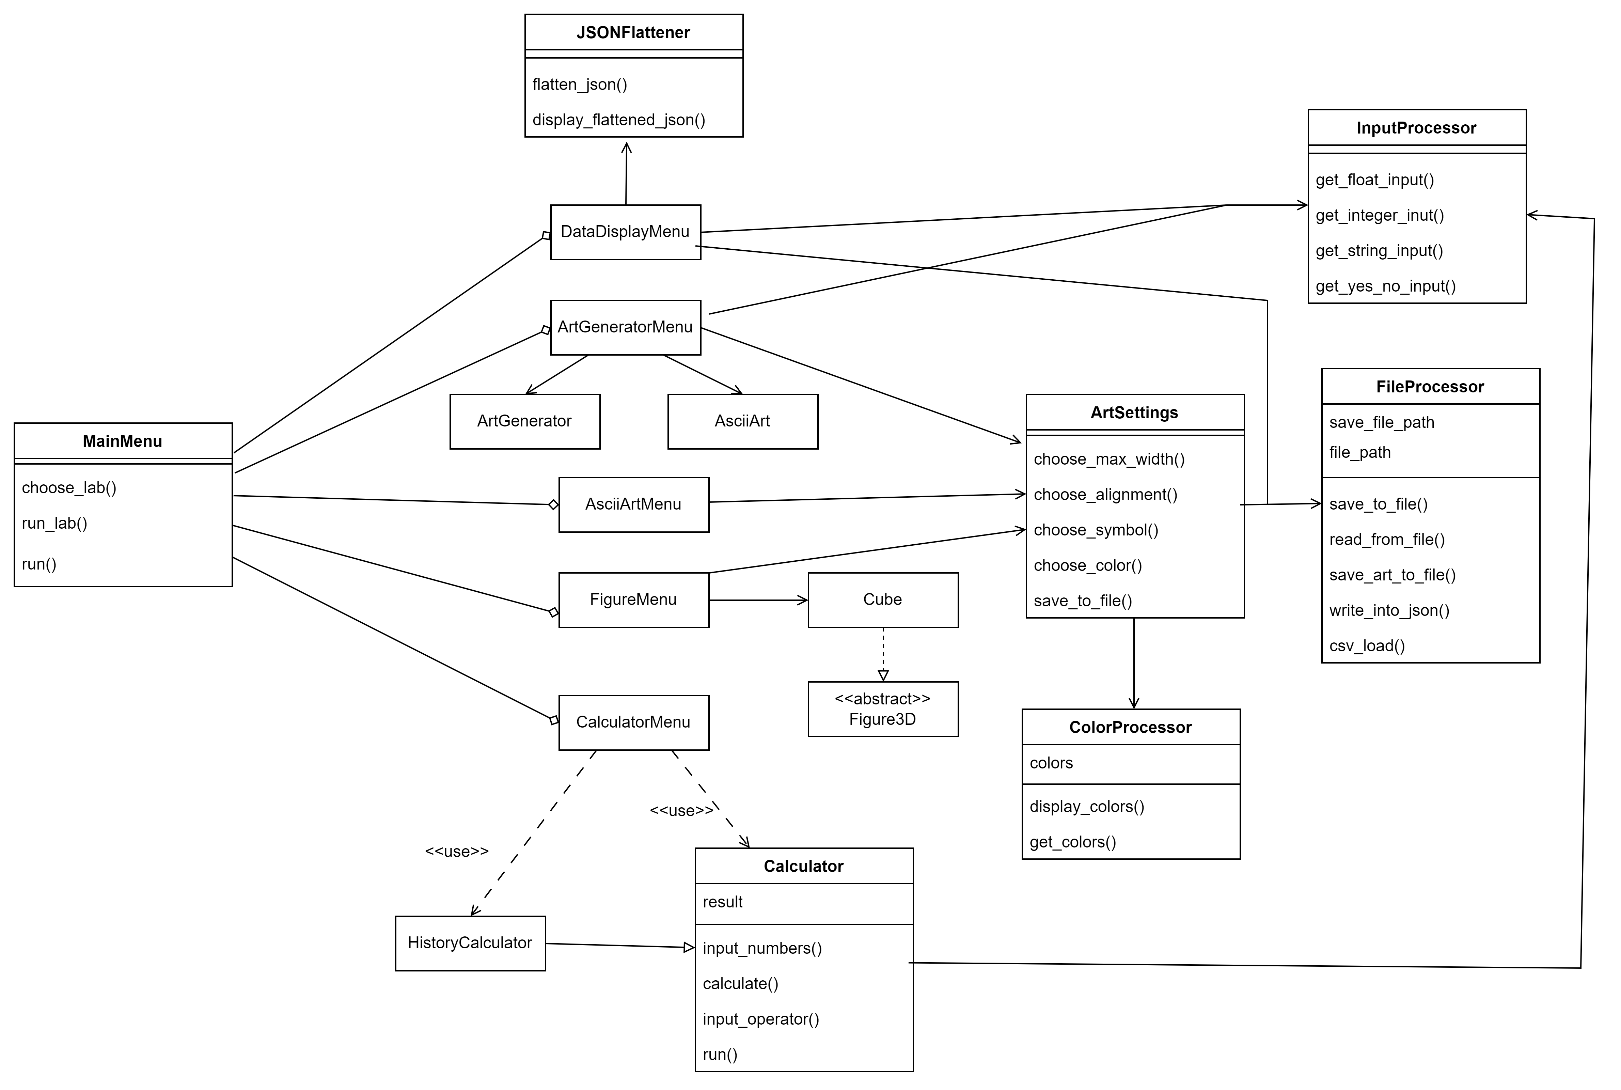 JSONFlattener
flatten_json()
display_flattened_json()
InputProcessor
get_float_input()
get_integer_inut()
get_string_input()
get_yes_no_input()
DataDisplayMenu
ArtGeneratorMenu
ArtGenerator
AsciiArt
FileProcessor
save_file_path
file_path
save_to_file()
read_from_file()
save_art_to_file()
write_into_json()
csv_load()
ArtSettings
choose_max_width()
choose_alignment()
choose_symbol()
choose_color()
save_to_file()
MainMenu
choose_lab()
run_lab()
run()
AsciiArtMenu
FigureMenu
Cube
<<abstract>>
Figure3D
CalculatorMenu
ColorProcessor
colors
display_colors()
get_colors()
<<use>>
<<use>>
Calculator
result
input_numbers()
calculate()
input_operator()
run()
HistoryCalculator